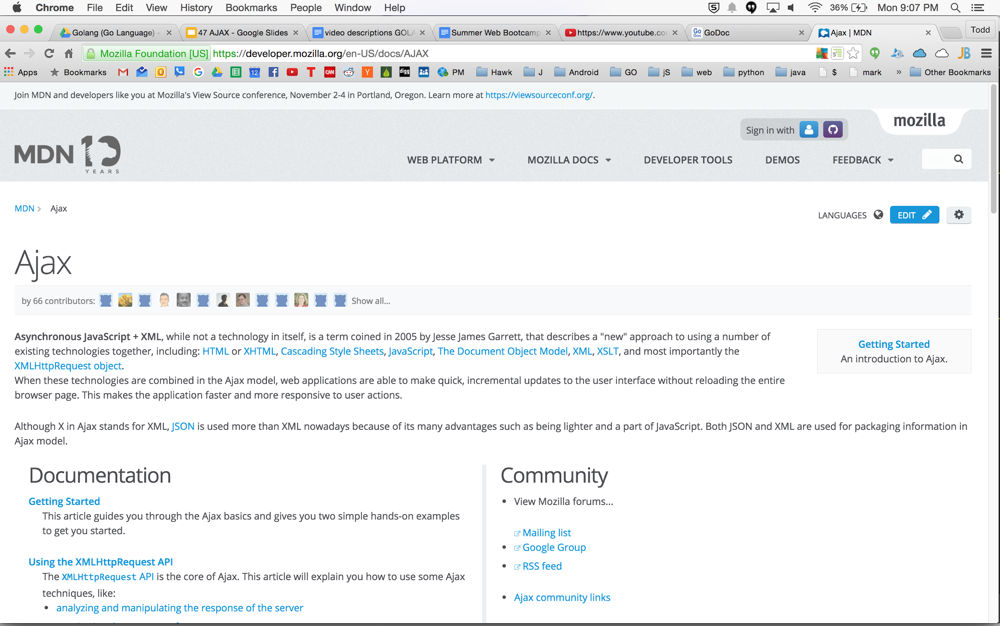 Chrome File Edit View History Bookmarks People Window Help 36% Mon 9:07 PM
Golang (Go Language) - 47 AJAX - Google Slides video descriptions GOLA Summer Web Bootcamp https://www.youtube.co GoDoc Ajax | MDN Todd
Mozilla Foundation [US] https://developer.mozilla.org/en-US/docs/AJAX
Apps Bookmarks 12 CNN digg PM Hawk J Android GO jS web python java $ mark » Other Bookmarks
Join MDN and developers like you at Mozilla's View Source conference, November 2-4 in Portland, Oregon. Learn more at https://viewsourceconf.org/.
mozilla
Sign in with
MDN 10 YEARS
WEB PLATFORM MOZILLA DOCS DEVELOPER TOOLS DEMOS FEEDBACK
MDN Ajax
LANGUAGES EDIT
Ajax
by 66 contributors: Show all...
Asynchronous JavaScript + XML, while not a technology in itself, is a term coined in 2005 by Jesse James Garrett, that describes a "new" approach to using a number of
existing technologies together, including: HTML or XHTML, Cascading Style Sheets, JavaScript, The Document Object Model, XML, XSLT, and most importantly the
XMLHttpRequest object.
When these technologies are combined in the Ajax model, web applications are able to make quick, incremental updates to the user interface without reloading the entire
browser page. This makes the application faster and more responsive to user actions.
Getting Started
An introduction to Ajax.
Although X in Ajax stands for XML, JSON is used more than XML nowadays because of its many advantages such as being lighter and a part of JavaScript. Both JSON and XML are used for packaging information in
Ajax model.
Documentation
Getting Started
This article guides you through the Ajax basics and gives you two simple hands-on examples
to get you started.
Using the XMLHttpRequest API
The XMLHttpRequest API is the core of Ajax. This article will explain you how to use some Ajax
techniques, like:
• analyzing and manipulating the response of the server
Community
• View Mozilla forums...
Mailing list
• Google Group
• RSS feed
• Ajax community links